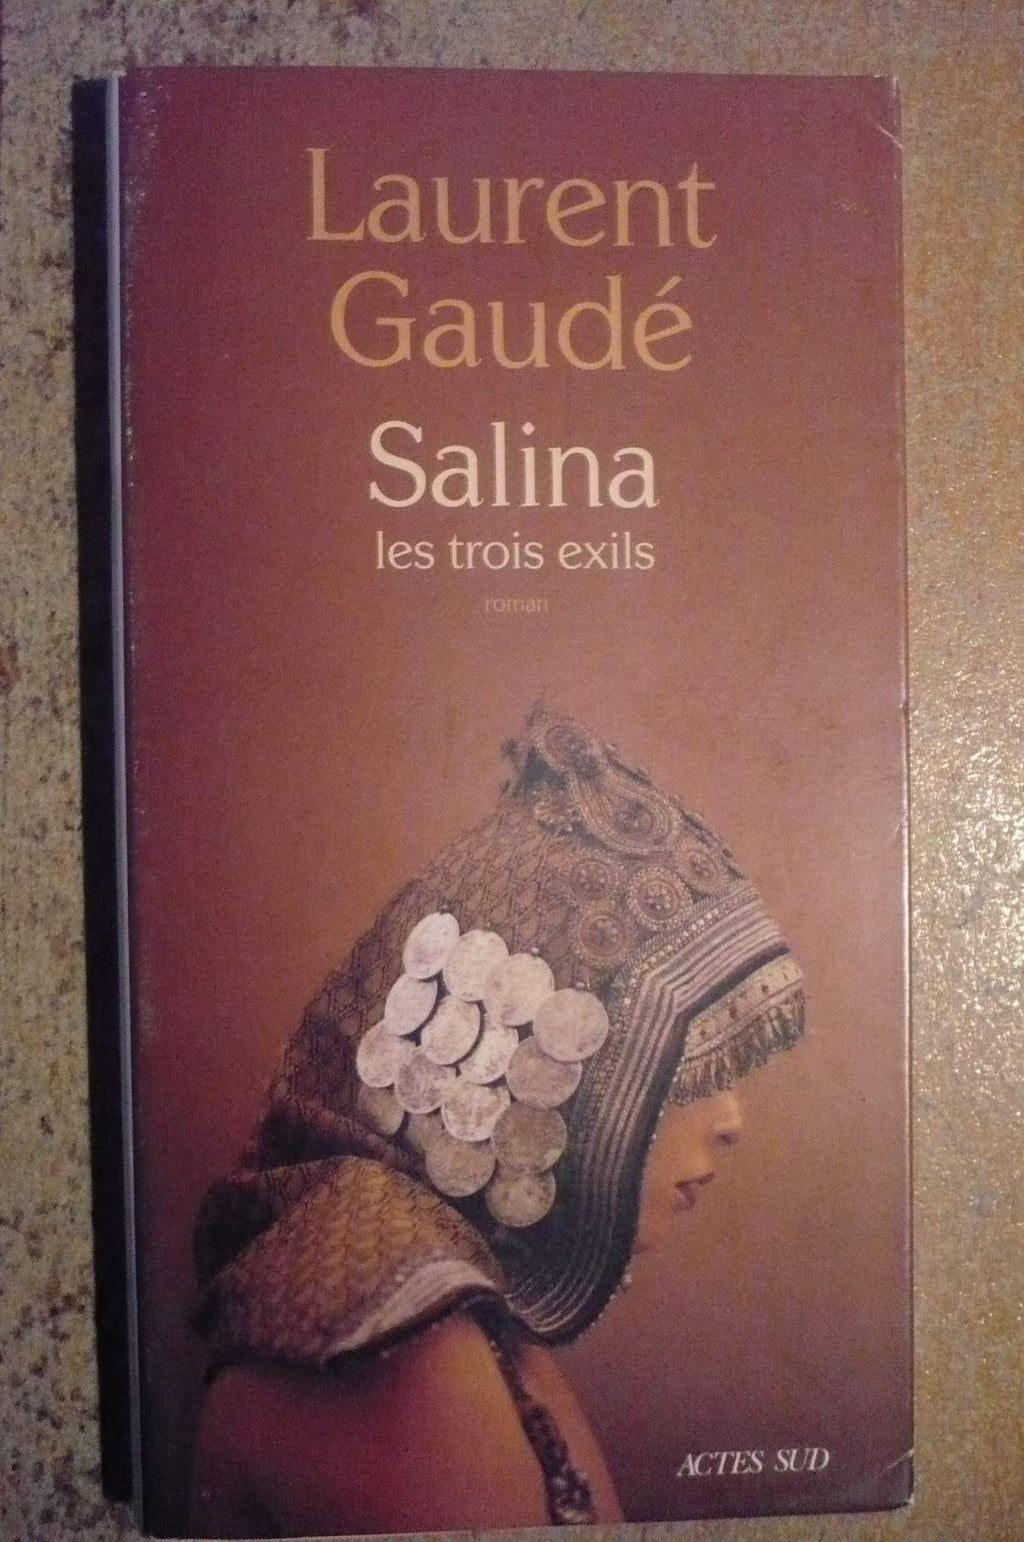 Laurent
Gaudé
Salina
les trois exils
roman
ACTES SUD